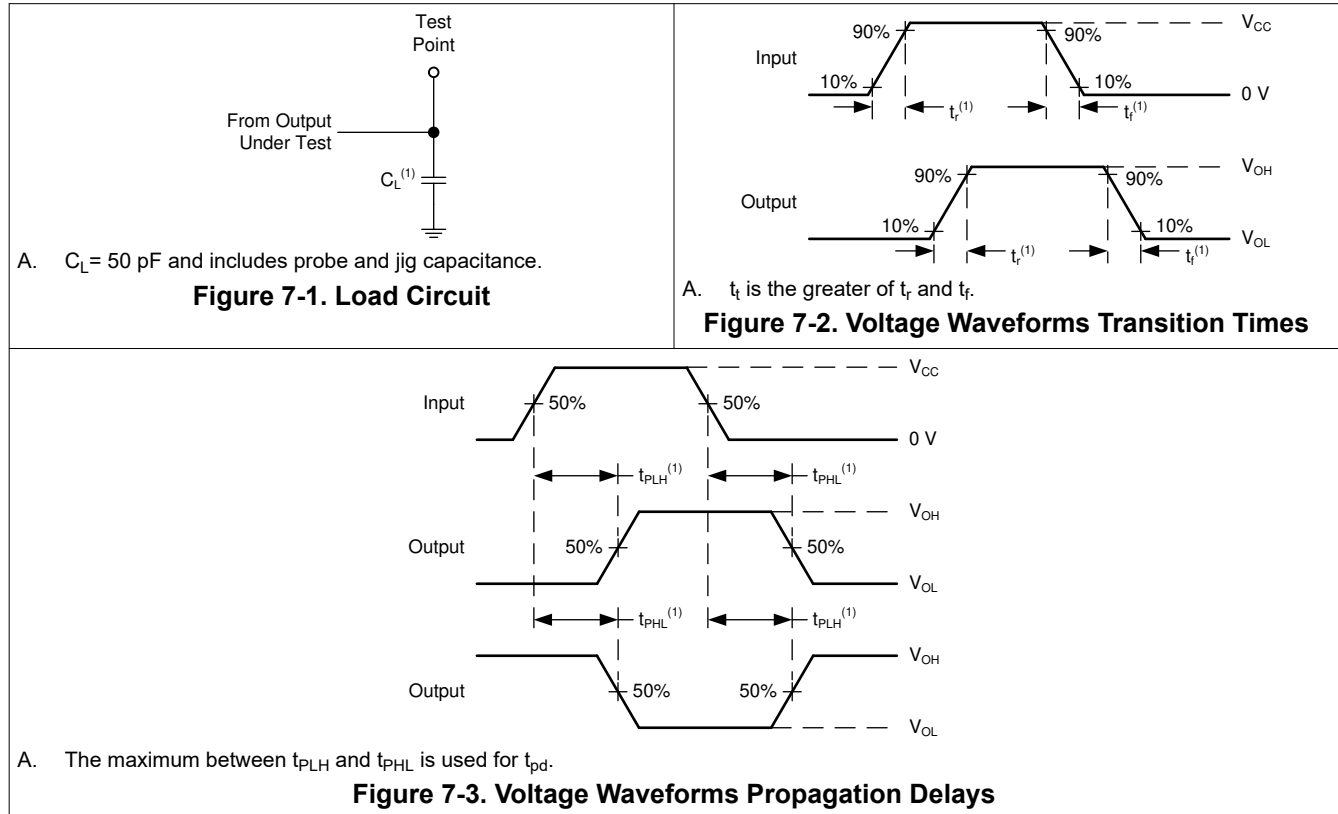 Test
Point
From Output
Under Test
C_L^(1)
A. C_L= 50 pF and includes probe and jig capacitance.
Figure 7-1. Load Circuit
V_CC
90% 90%
Input
10% 10%
0 V
t_r^(1) t_f^(1)
V_OH
90% 90%
Output
10% 10%
V_OL
t_r^(1) t_f^(1)
A. t_t is the greater of t_r and t_f.
Figure 7-2. Voltage Waveforms Transition Times
V_CC
Input 50% 50%
0 V
t_PLH^(1) t_PHL^(1)
V_OH
Output 50% 50%
V_OL
t_PHL^(1) t_PLH^(1)
V_OH
Output 50% 50%
V_OL
A. The maximum between t_PLH and t_PHL is used for t_pd.
Figure 7-3. Voltage Waveforms Propagation Delays